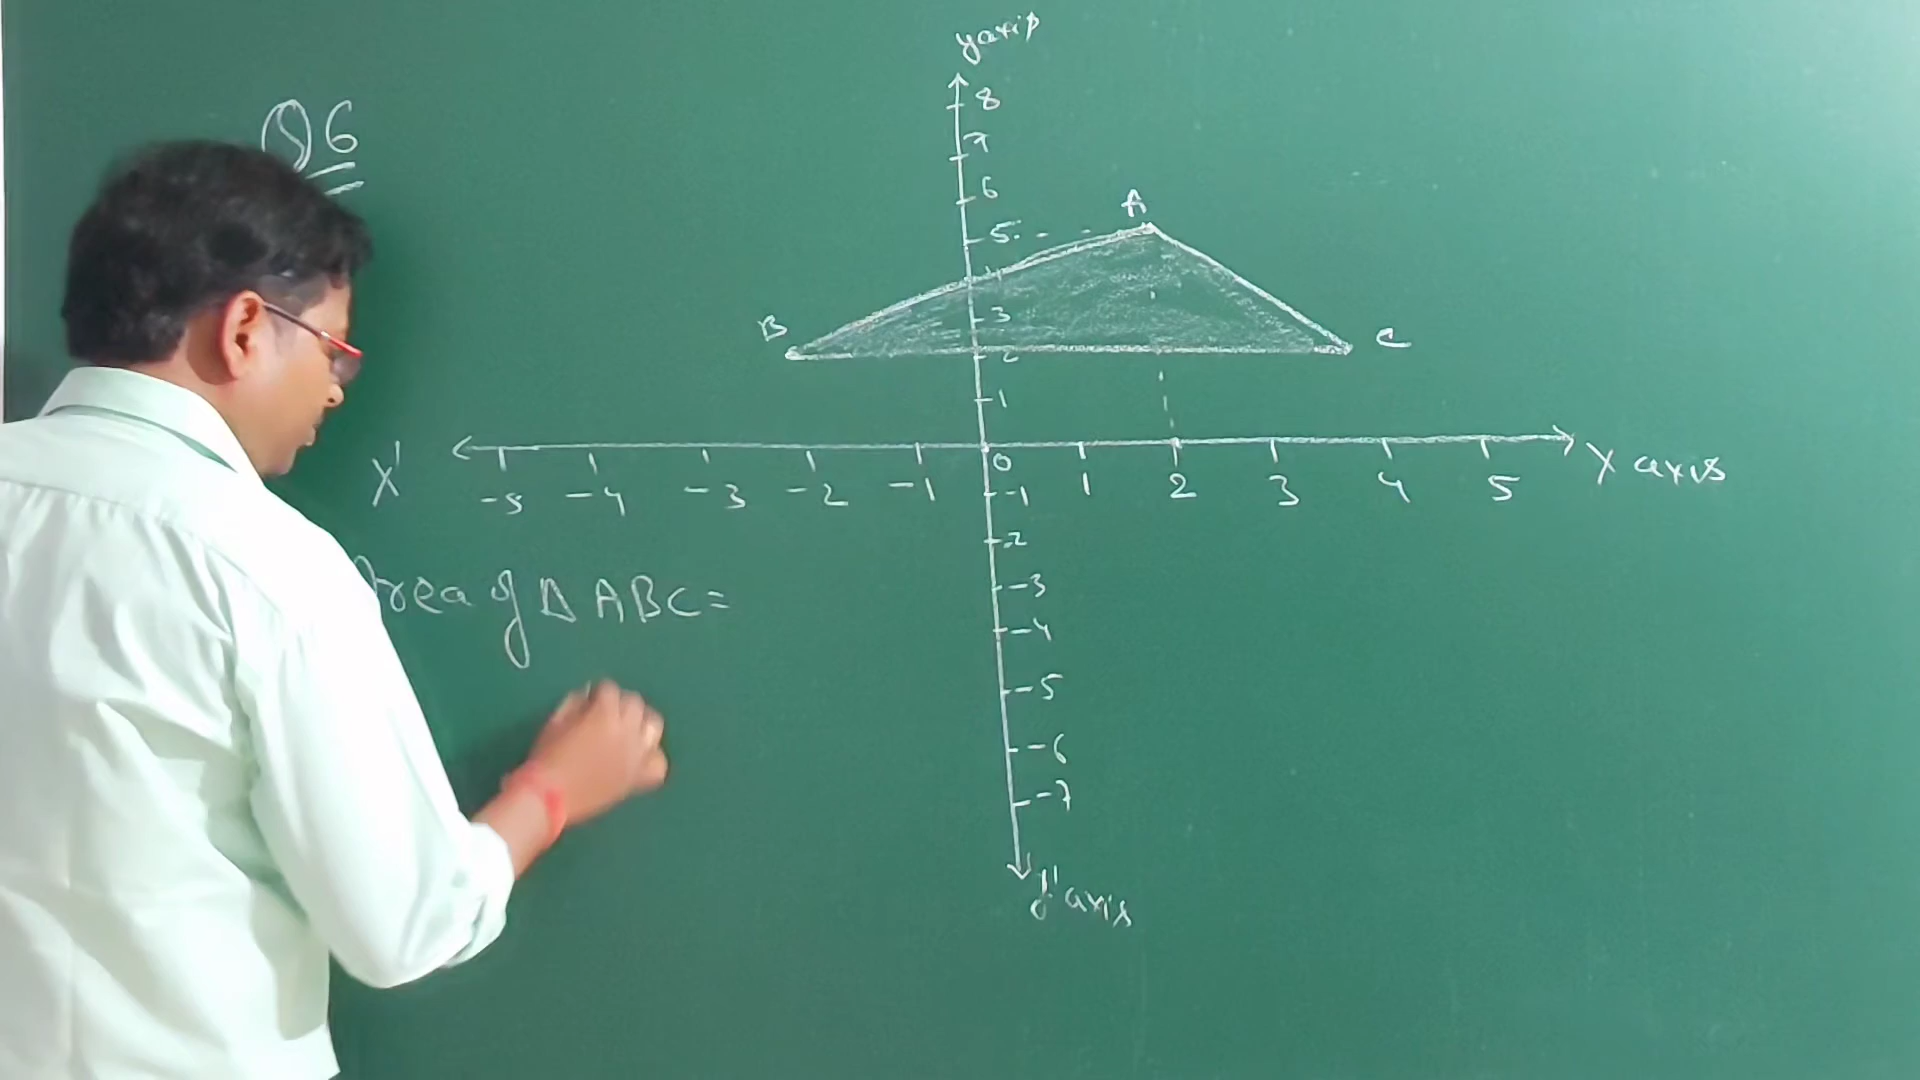 y axis
Q6
8
7
6
A
5
4
B
3
C
2
1
X'
0
X axis
-5 -4 -3 -2 -1 1 2 3 4 5
-1
-2
-3
-4
-5
-6
-7
Area of Δ ABC =
y' axis